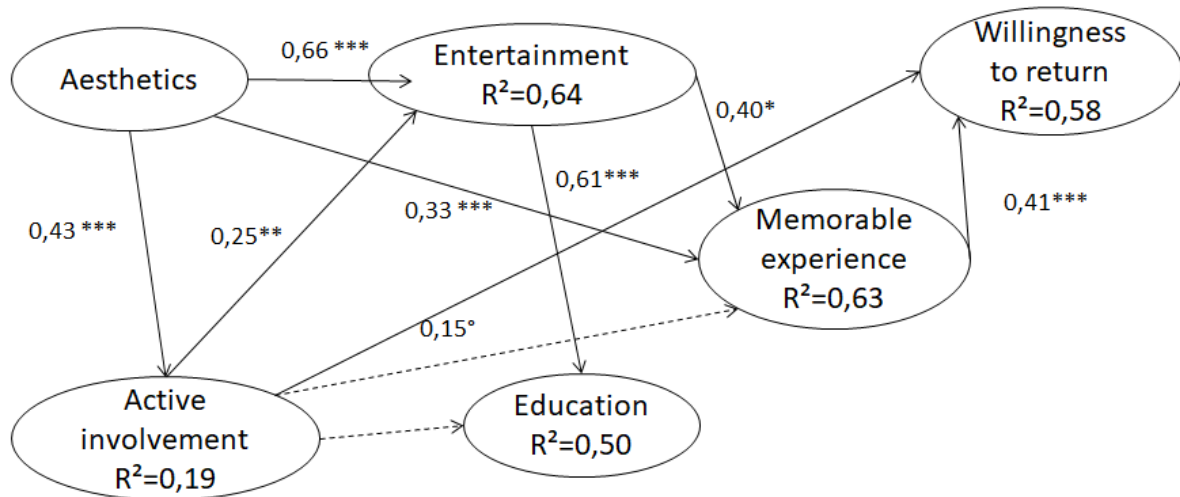 Aesthetics
0,66 ***
Entertainment
R²=0,64
Willingness
to return
R²=0,58
0,40*
0,43 ***
0,25**
0,33 ***
0,61***
Memorable
experience
R²=0,63
0,41***
0,15°
Active
involvement
R²=0,19
Education
R²=0,50